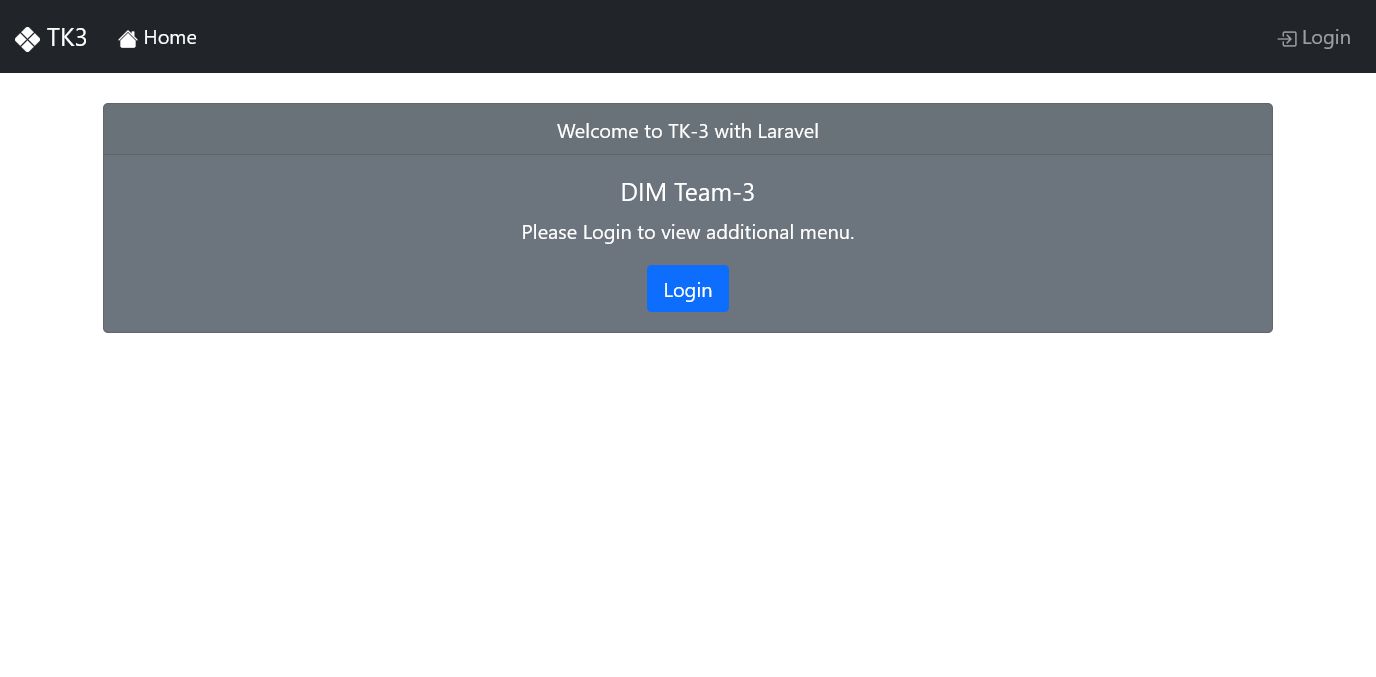 TK3 Home Login
Welcome to TK-3 with Laravel
DIM Team-3
Please Login to view additional menu.
Login